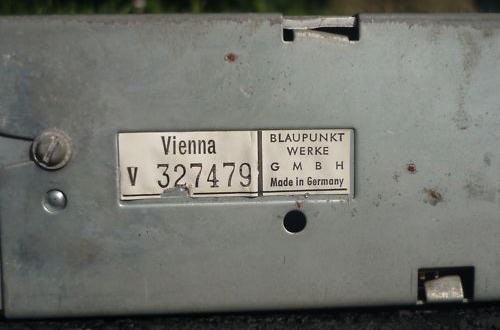 Vienna
V 327479
BLAUPUNKT
WERKE
G M B H
Made in Germany